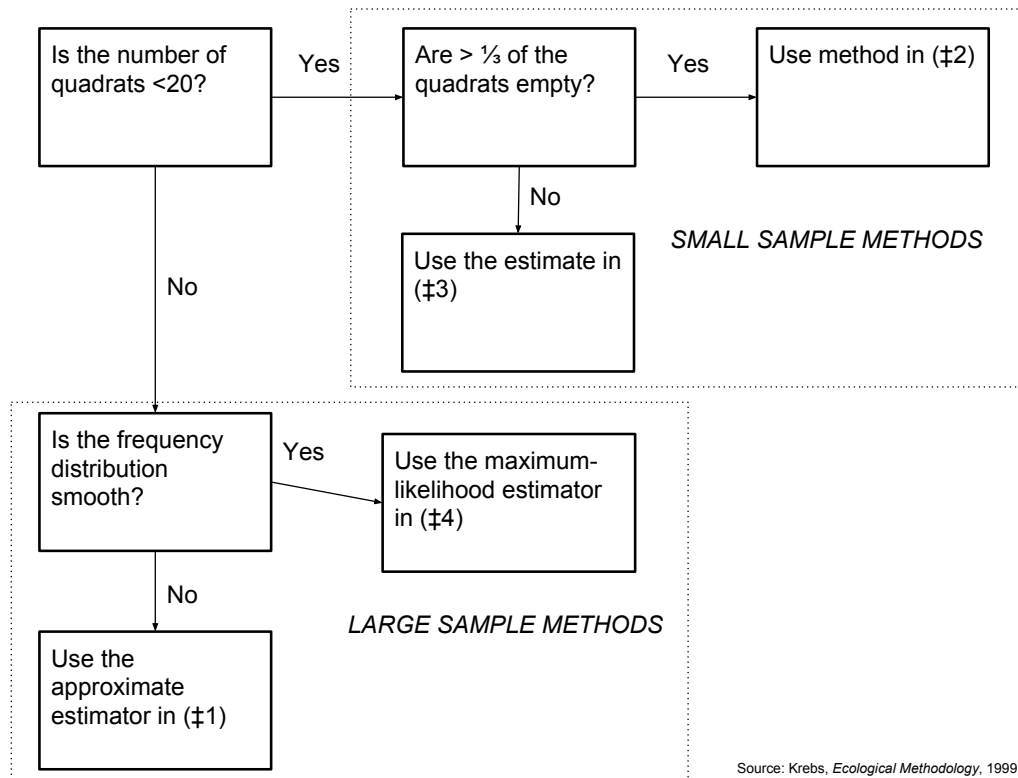 Is the number of
quadrats <20?
Yes
Are > ⅓ of the
quadrats empty?
Yes
Use method in (‡2)
No
Use the estimate in
(‡3)
SMALL SAMPLE METHODS
No
Is the frequency
distribution
smooth?
Yes
Use the maximum-
likelihood estimator
in (‡4)
No
LARGE SAMPLE METHODS
Use the
approximate
estimator in (‡1)
Source: Krebs, Ecological Methodology, 1999